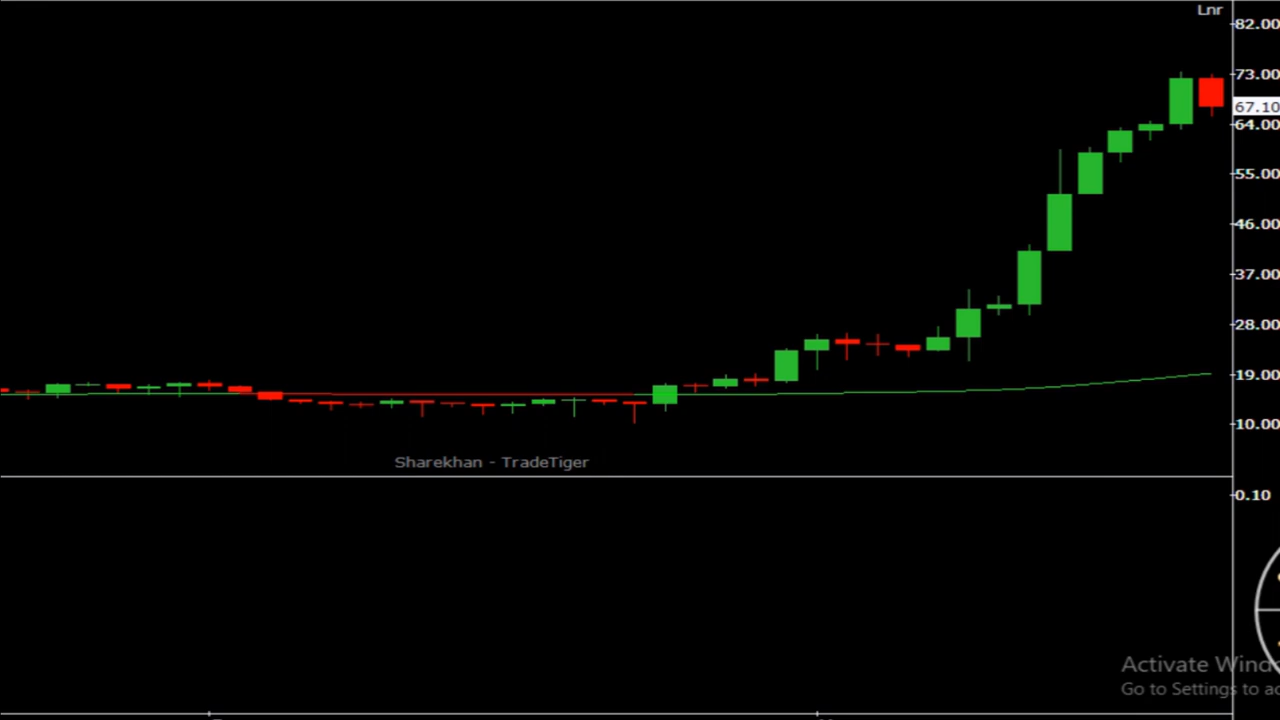 Lnr
82.00
73.00
67.10
64.00
55.00
46.00
37.00
28.00
19.00
10.00
Sharekhan - TradeTiger
0.10
Activate Windo
Go to Settings to ac